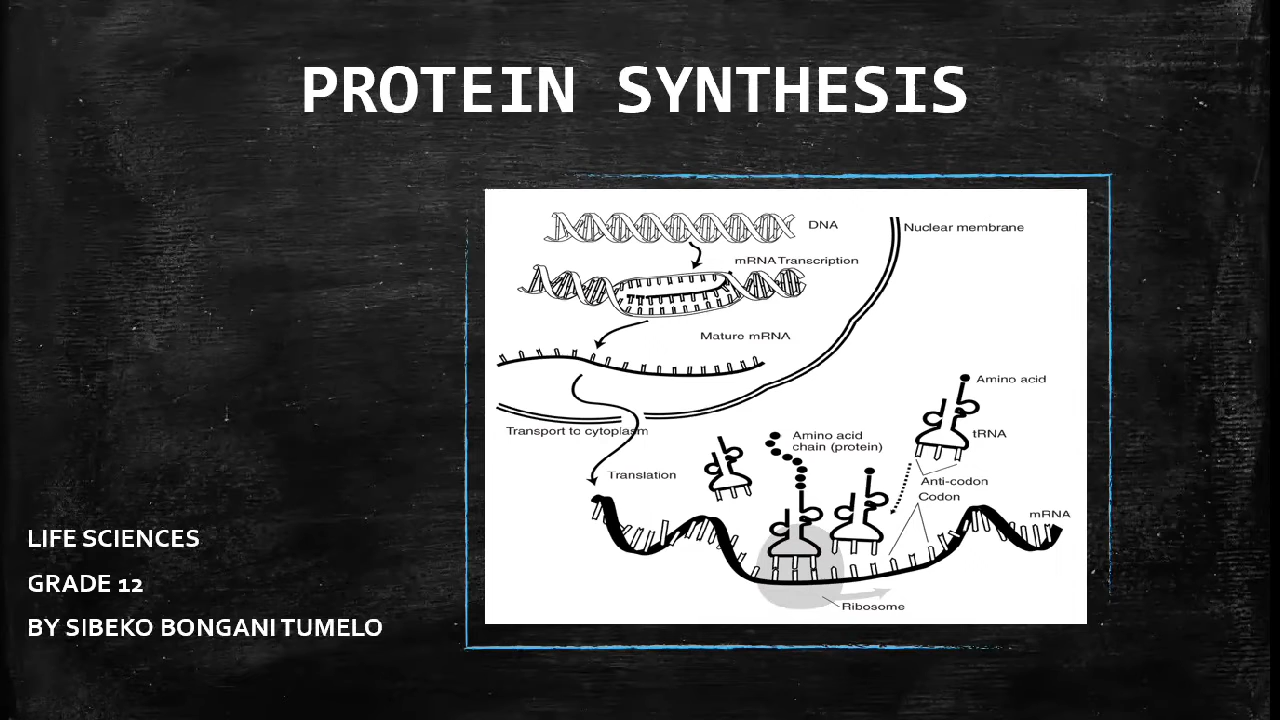 PROTEIN SYNTHESIS
DNA
Nuclear membrane
mRNA Transcription
Mature mRNA
Amino acid
Transport to cytoplasm
Amino acid
chain (protein)
tRNA
Translation
Anti-codon
Codon
mRNA
Ribosome
LIFE SCIENCES
GRADE 12
BY SIBEKO BONGANI TUMELO